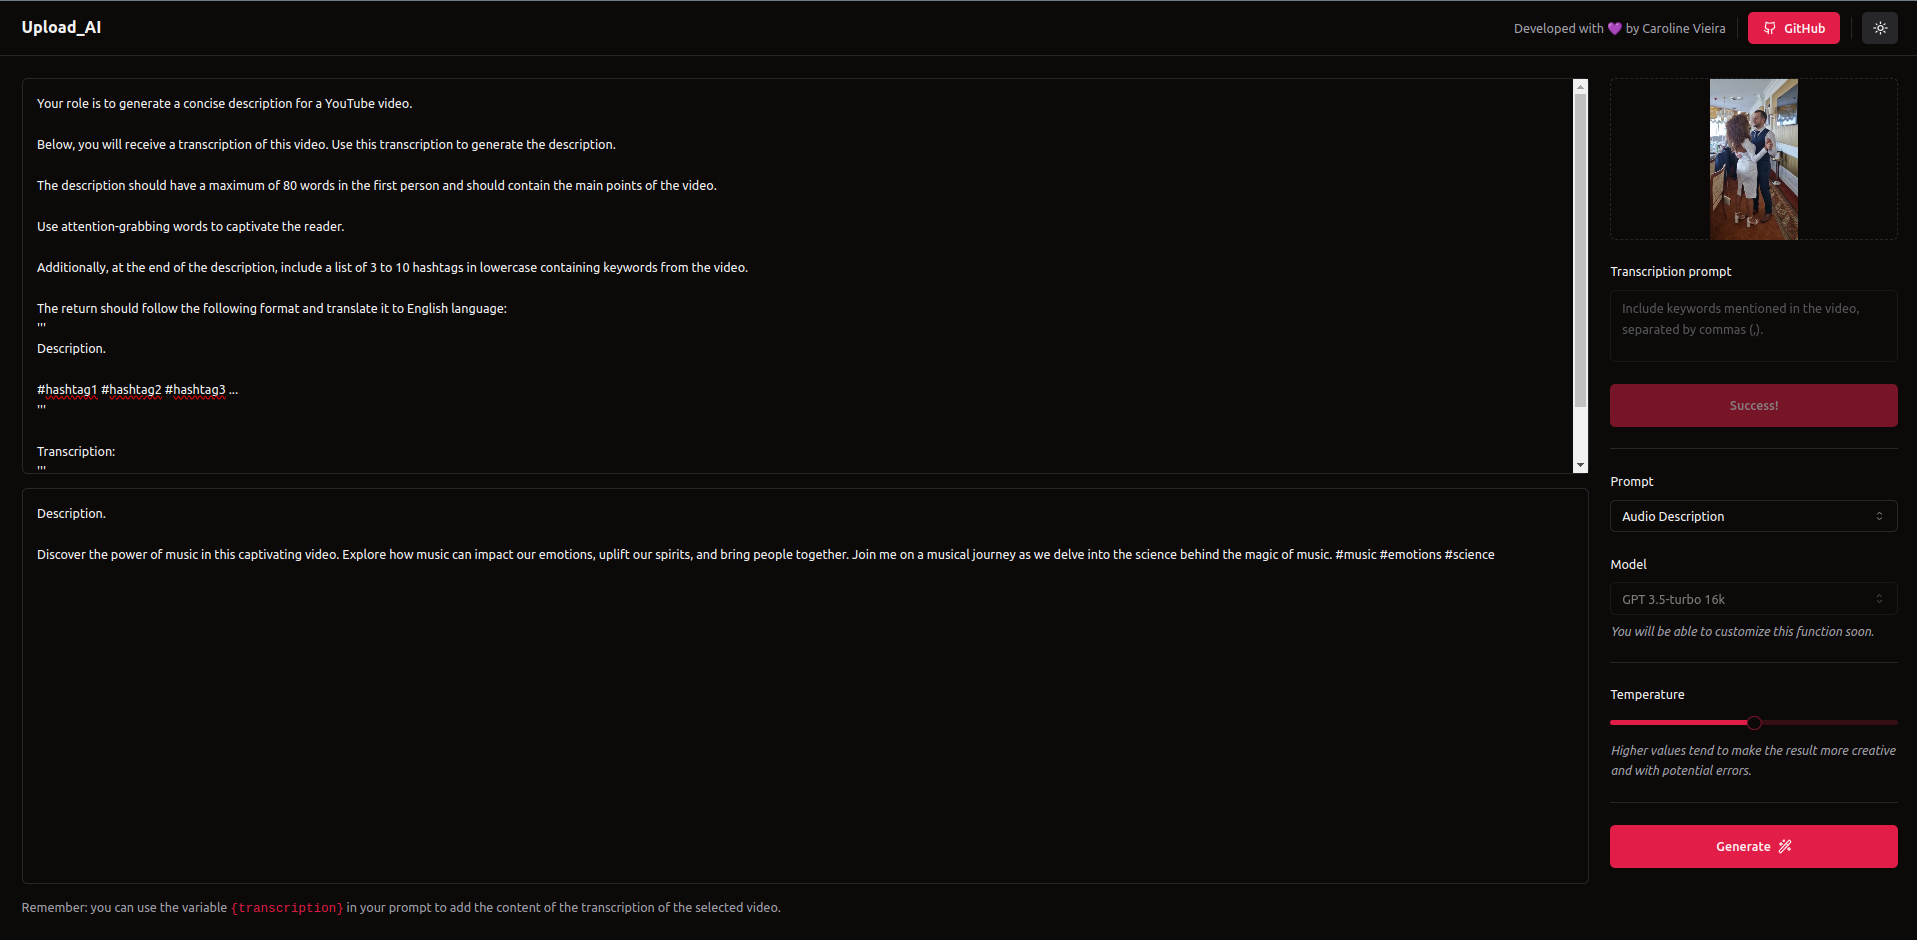 Upload_AI
Developed with 💜 by Caroline Vieira
GitHub
Your role is to generate a concise description for a YouTube video.
Below, you will receive a transcription of this video. Use this transcription to generate the description.
The description should have a maximum of 80 words in the first person and should contain the main points of the video.
Use attention-grabbing words to captivate the reader.
Additionally, at the end of the description, include a list of 3 to 10 hashtags in lowercase containing keywords from the video.
The return should follow the following format and translate it to English language:
'''
Description.
#hashtag1 #hashtag2 #hashtag3 ...
'''
Transcription:
'''
Description.
Discover the power of music in this captivating video. Explore how music can impact our emotions, uplift our spirits, and bring people together. Join me on a musical journey as we delve into the science behind the magic of music. #music #emotions #science
Remember: you can use the variable {transcription} in your prompt to add the content of the transcription of the selected video.
Transcription prompt
Include keywords mentioned in the video,
separated by commas (,).
Success!
Prompt
Audio Description
Model
GPT 3.5-turbo 16k
You will be able to customize this function soon.
Temperature
Higher values tend to make the result more creative
and with potential errors.
Generate